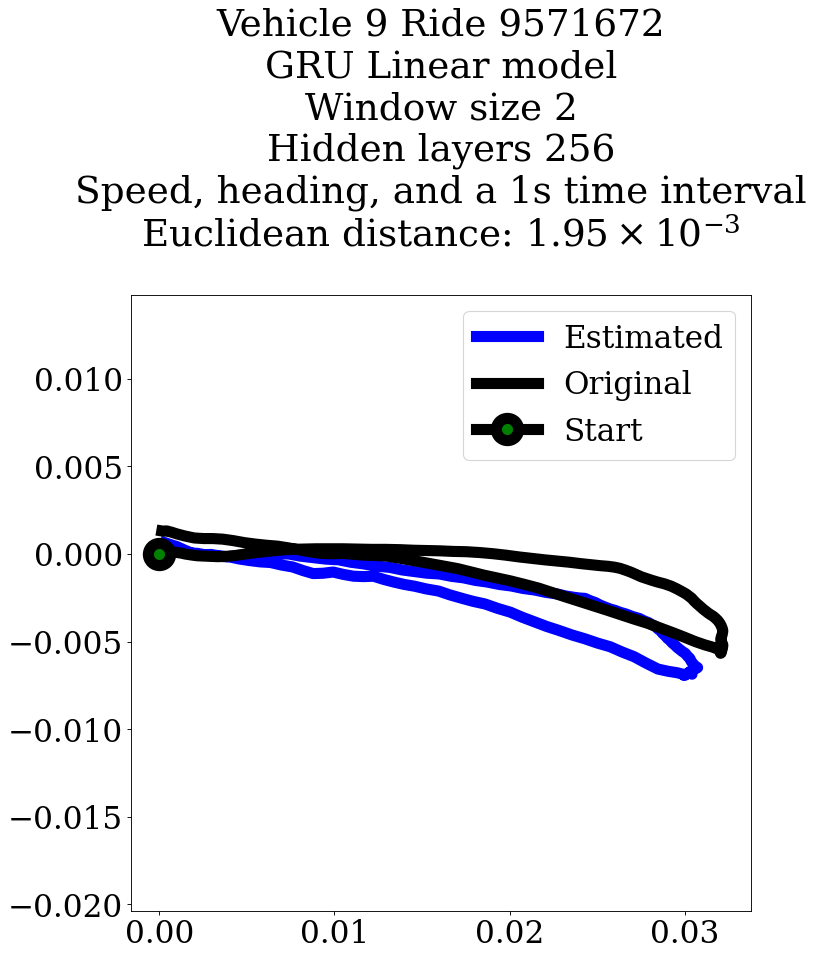 Vehicle 9 Ride 9571672
GRU Linear model
Window size 2
Hidden layers 256
Speed, heading, and a 1s time interval
Euclidean distance: 1.95 × 10⁻³
Estimated
Original
Start
0.010
0.005
0.000
−0.005
−0.010
−0.015
−0.020
0.00 0.01 0.02 0.03